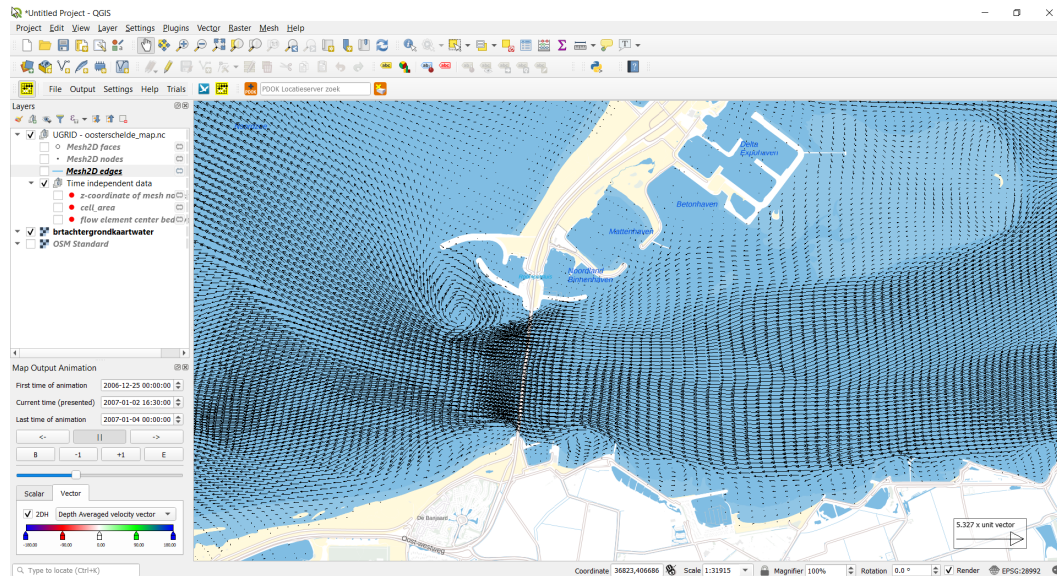 *Untitled Project - QGIS
Project Edit View Layer Settings Plugins Vector Raster Mesh Help
File Output Settings Help Trials
PDOK Locatieserver zoek
Layers
UGRID - oosterschelde_map.nc
Mesh2D faces
Mesh2D nodes
Mesh2D edges
Time independent data
z-coordinate of mesh no
cell_area
flow element center bed
brtachtergrondkaartwater
OSM Standard
Map Output Animation
First time of animation 2006-12-25 00:00:00
Current time (presented) 2007-01-02 16:30:00
Last time of animation 2007-01-04 00:00:00
<- || ->
B -1 +1 E
Scalar Vector
2DH Depth Averaged velocity vector
-100.00 -40.00 0.00 60.00 100.00
Delta
Expohaven
Betonhaven
Mattenhaven
Noordland
Binnenhaven
De Banjaard
Oost-westweg
5.327 x unit vector
Type to locate (Ctrl+K)
Coordinate 36823,406686 Scale 1:31915 Magnifier 100% Rotation 0.0 ° Render EPSG:28992